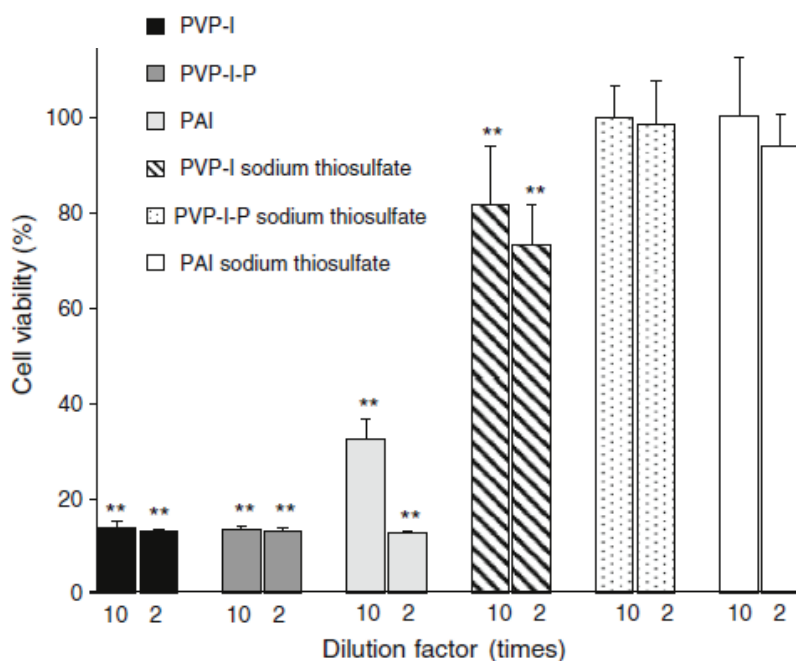 PVP-I
PVP-I-P
PAI
PVP-I sodium thiosulfate
PVP-I-P sodium thiosulfate
PAI sodium thiosulfate
Cell viability (%)
100
80
60
40
20
0
** ** ** ** ** ** ** **
10 2 10 2 10 2 10 2 10 2 10 2
Dilution factor (times)